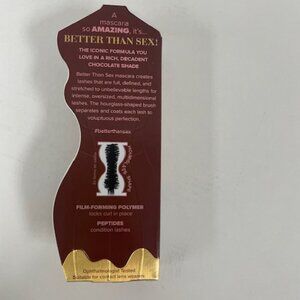 A
mascara
so AMAZING, it's...
BETTER THAN SEX!
THE ICONIC FORMULA YOU
LOVE IN A RICH, DECADENT
CHOCOLATE SHADE
Better Than Sex mascara creates
lashes that are full, defined, and
stretched to unbelievable lengths for
intense, oversized, multidimensional
lashes. The hourglass-shaped brush
separates and coats each lash to
voluptuous perfection.
#betterthansex
FILM-FORMING POLYMER
locks curl in place
PEPTIDES
condition lashes
Ophthalmologist Tested
Suitable for contact lens wearers